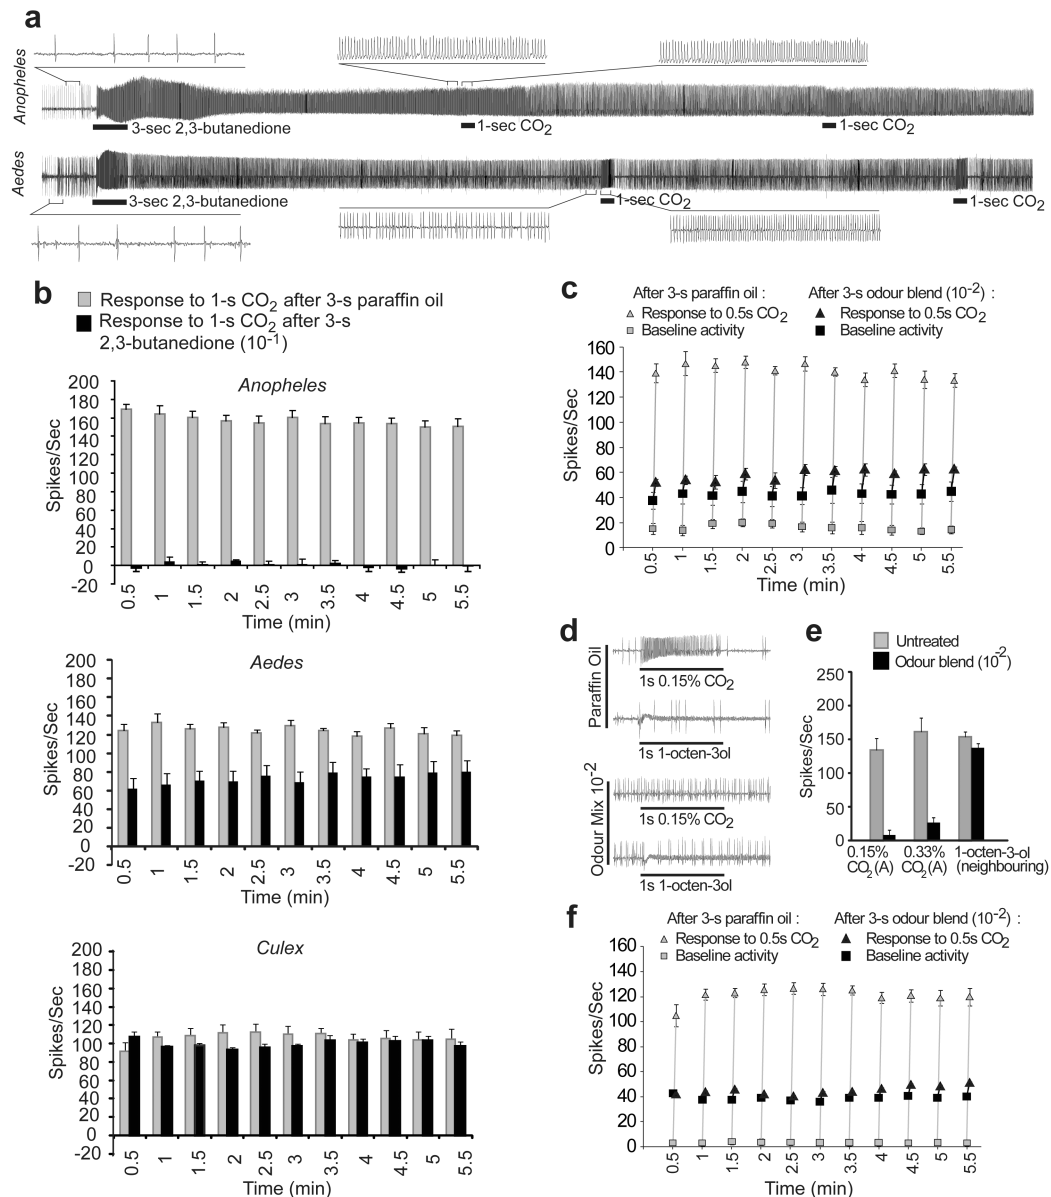 a
Anopheles
3-sec 2,3-butanedione
1-sec CO2
1-sec CO2
Aedes
3-sec 2,3-butanedione
1-sec CO2
1-sec CO2
b
Response to 1-s CO2 after 3-s paraffin oil
Response to 1-s CO2 after 3-s
2,3-butanedione (10-1)
Anopheles
Spikes/Sec
200
180
160
140
120
100
80
60
40
20
0
-20
0.5 1 1.5 2 2.5 3 3.5 4 4.5 5 5.5
Time (min)
Aedes
Spikes/Sec
200
180
160
140
120
100
80
60
40
20
0
-20
0.5 1 1.5 2 2.5 3 3.5 4 4.5 5 5.5
Time (min)
Culex
Spikes/Sec
200
180
160
140
120
100
80
60
40
20
0
-20
0.5 1 1.5 2 2.5 3 3.5 4 4.5 5 5.5
Time (min)
c
After 3-s paraffin oil : After 3-s odour blend (10-2) :
Response to 0.5s CO2 Response to 0.5s CO2
Baseline activity Baseline activity
Spikes/Sec
160
140
120
100
80
60
40
20
0
0.5 1 1.5 2 2.5 3 3.5 4 4.5 5 5.5
Time (min)
d
Paraffin Oil
1s 0.15% CO2
1s 1-octen-3ol
Odour Mix 10-2
1s 0.15% CO2
1s 1-octen-3ol
e
Untreated
Odour blend (10-2)
Spikes/Sec
250
200
150
100
50
0
0.15% 0.33% 1-octen-3-ol
CO2(A) CO2(A) (neighbouring)
f
After 3-s paraffin oil : After 3-s odour blend (10-2) :
Response to 0.5s CO2 Response to 0.5s CO2
Baseline activity Baseline activity
Spikes/Sec
160
140
120
100
80
60
40
20
0
0.5 1 1.5 2 2.5 3 3.5 4 4.5 5 5.5
Time (min)